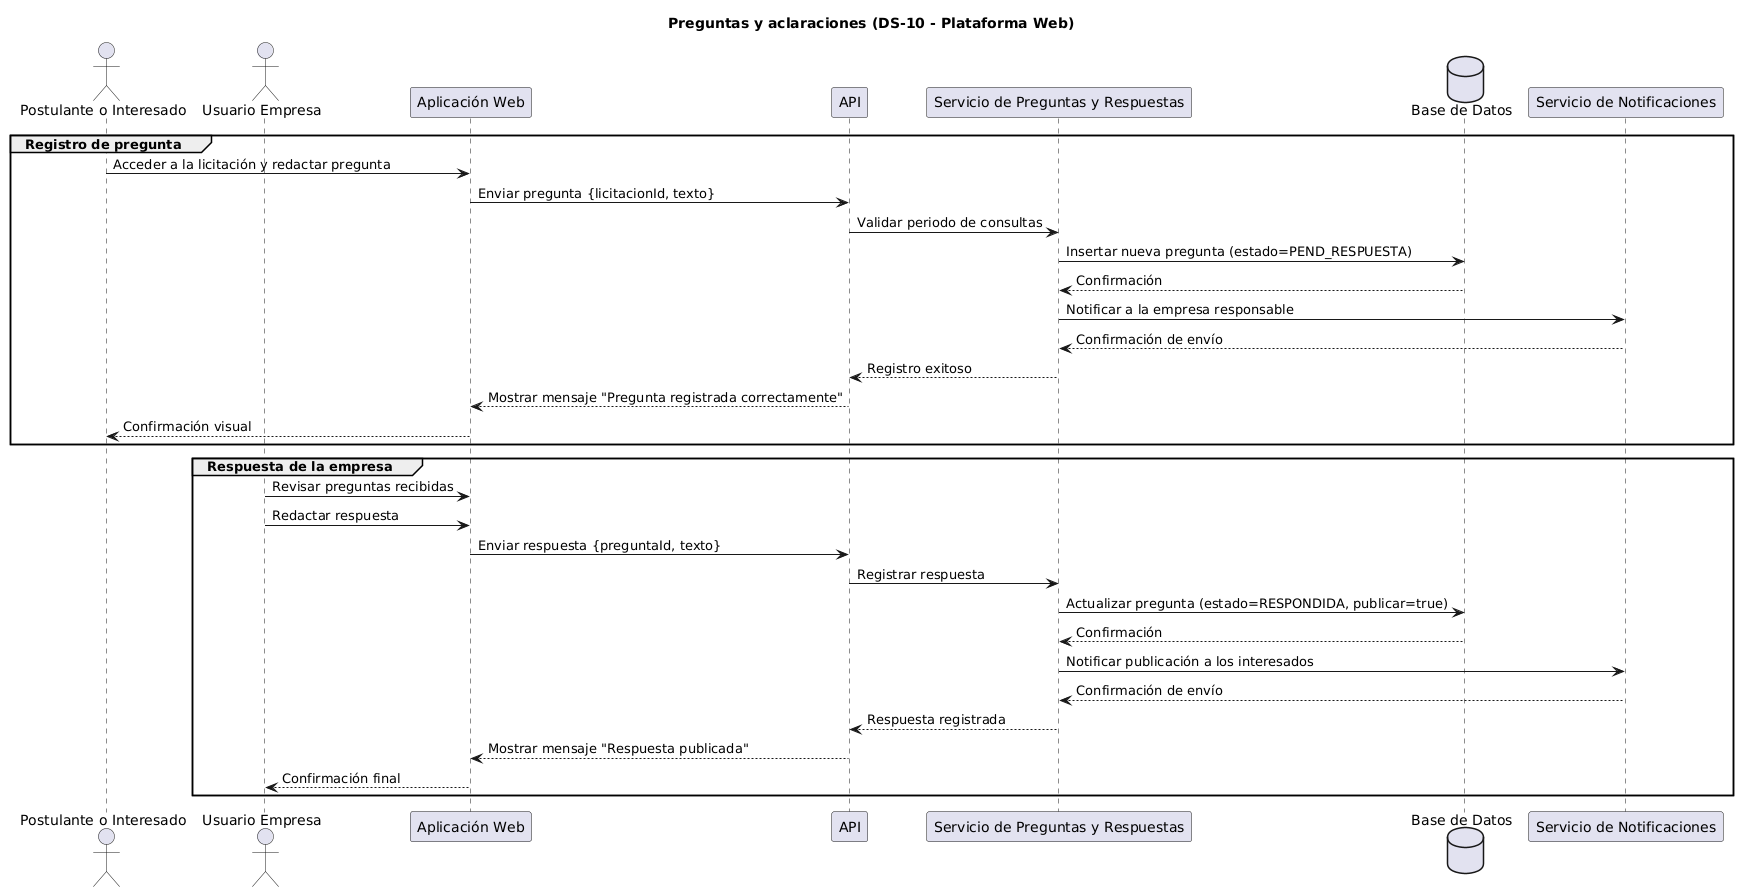 Preguntas y aclaraciones (DS-10 - Plataforma Web)
Postulante o Interesado
Usuario Empresa
Aplicación Web
API
Servicio de Preguntas y Respuestas
Base de Datos
Servicio de Notificaciones
Registro de pregunta
Acceder a la licitación y redactar pregunta
Enviar pregunta {licitacionId, texto}
Validar periodo de consultas
Insertar nueva pregunta (estado=PEND_RESPUESTA)
Confirmación
Notificar a la empresa responsable
Confirmación de envío
Registro exitoso
Mostrar mensaje "Pregunta registrada correctamente"
Confirmación visual
Respuesta de la empresa
Revisar preguntas recibidas
Redactar respuesta
Enviar respuesta {preguntaId, texto}
Registrar respuesta
Actualizar pregunta (estado=RESPONDIDA, publicar=true)
Confirmación
Notificar publicación a los interesados
Confirmación de envío
Respuesta registrada
Mostrar mensaje "Respuesta publicada"
Confirmación final
Postulante o Interesado
Usuario Empresa
Aplicación Web
API
Servicio de Preguntas y Respuestas
Base de Datos
Servicio de Notificaciones